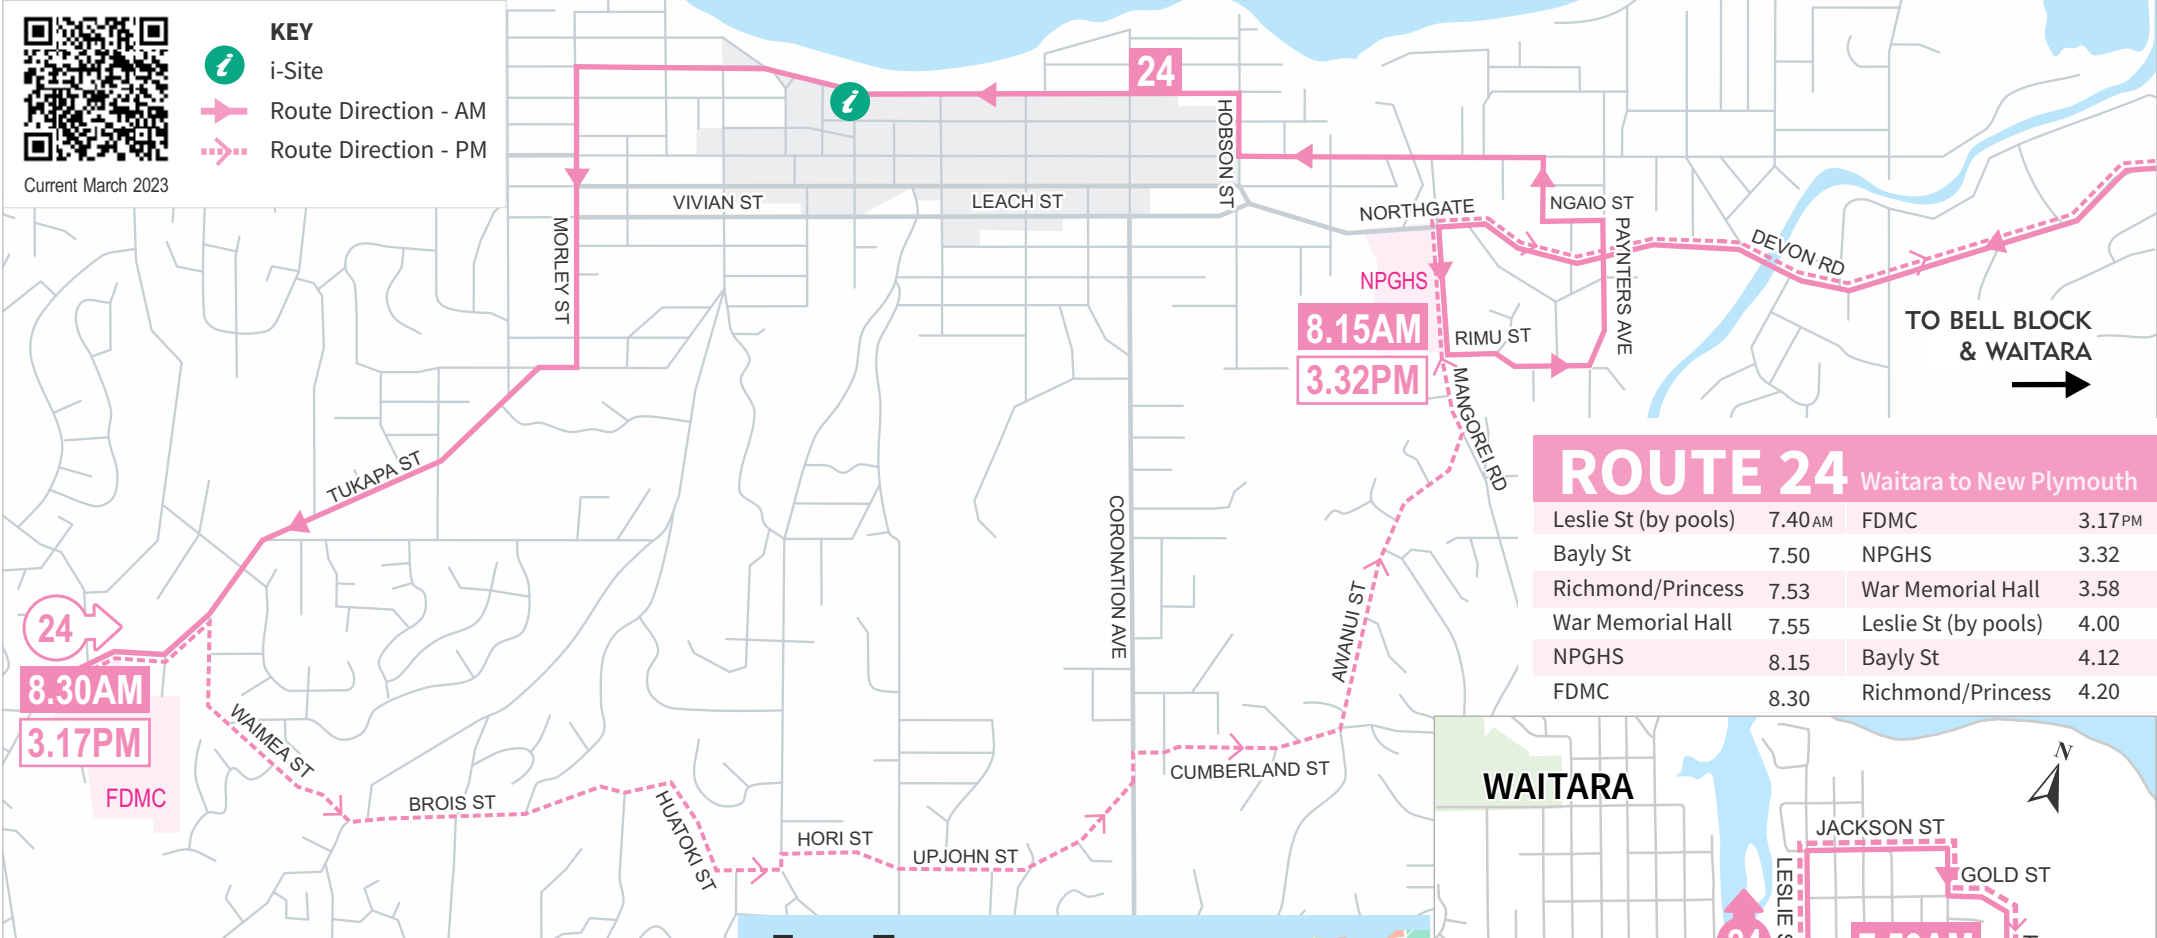 KEY
i-Site
Route Direction - AM
Route Direction - PM
Current March 2023
24
HOBSON ST
VIVIAN ST
LEACH ST
MORLEY ST
NORTHGATE
NGAIO ST
PAYNTERS AVE
DEVON RD
NPGHS
8.15AM
3.32PM
RIMU ST
MANGOREI RD
TO BELL BLOCK
& WAITARA
TUKAPA ST
CORONATION AVE
AWANUI ST
24
8.30AM
3.17PM
FDMC
WAIMEA ST
BROIS ST
HUATOKI ST
HORI ST
UPJOHN ST
CUMBERLAND ST
ROUTE 24 Waitara to New Plymouth
Leslie St (by pools) 7.40AM FDMC 3.17PM
Bayly St 7.50 NPGHS 3.32
Richmond/Princess 7.53 War Memorial Hall 3.58
War Memorial Hall 7.55 Leslie St (by pools) 4.00
NPGHS 8.15 Bayly St 4.12
FDMC 8.30 Richmond/Princess 4.20
WAITARA
N
JACKSON ST
GOLD ST
LESLIE S